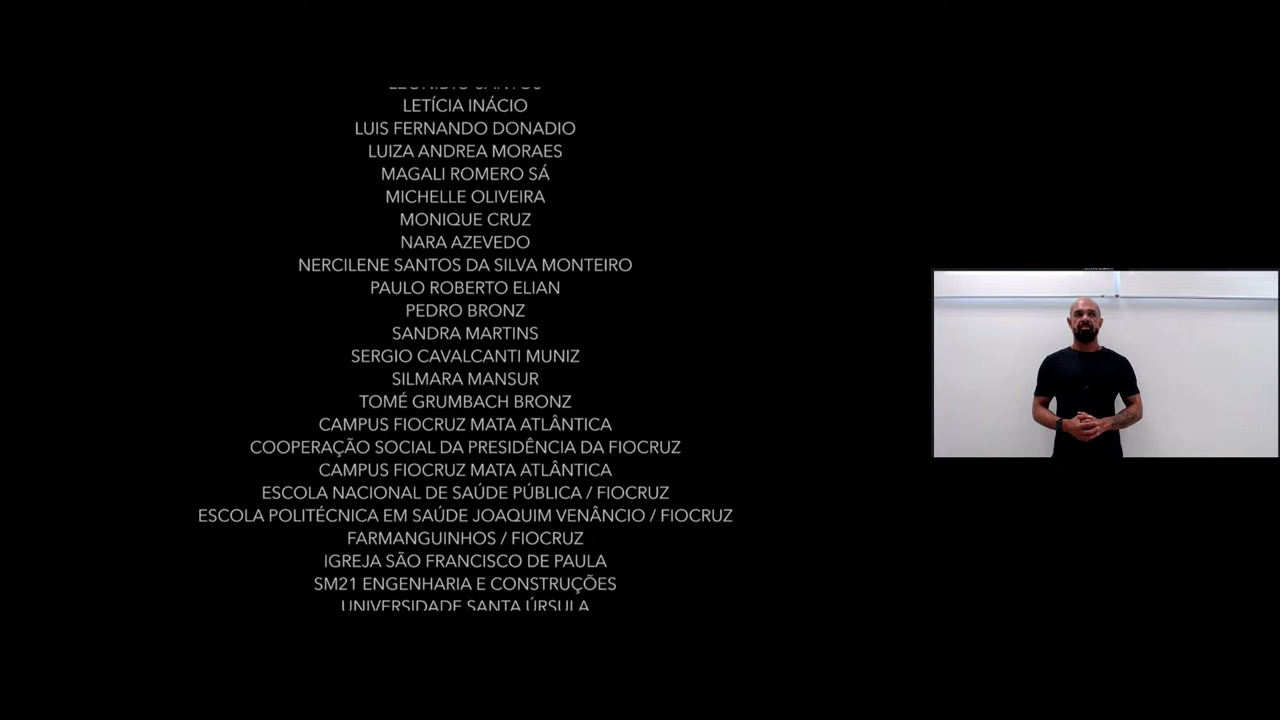 LETÍCIA INÁCIO
LUIS FERNANDO DONADIO
LUIZA ANDREA MORAES
MAGALI ROMERO SÁ
MICHELLE OLIVEIRA
MONIQUE CRUZ
NARA AZEVEDO
NERCILENE SANTOS DA SILVA MONTEIRO
PAULO ROBERTO ELIAN
PEDRO BRONZ
SANDRA MARTINS
SERGIO CAVALCANTI MUNIZ
SILMARA MANSUR
TOMÉ GRUMBACH BRONZ
CAMPUS FIOCRUZ MATA ATLÂNTICA
COOPERAÇÃO SOCIAL DA PRESIDÊNCIA DA FIOCRUZ
CAMPUS FIOCRUZ MATA ATLÂNTICA
ESCOLA NACIONAL DE SAÚDE PÚBLICA / FIOCRUZ
ESCOLA POLITÉCNICA EM SAÚDE JOAQUIM VENÂNCIO / FIOCRUZ
FARMANGUINHOS / FIOCRUZ
IGREJA SÃO FRANCISCO DE PAULA
SM21 ENGENHARIA E CONSTRUÇÕES
UNIVERSIDADE SANTA ÚRSULA